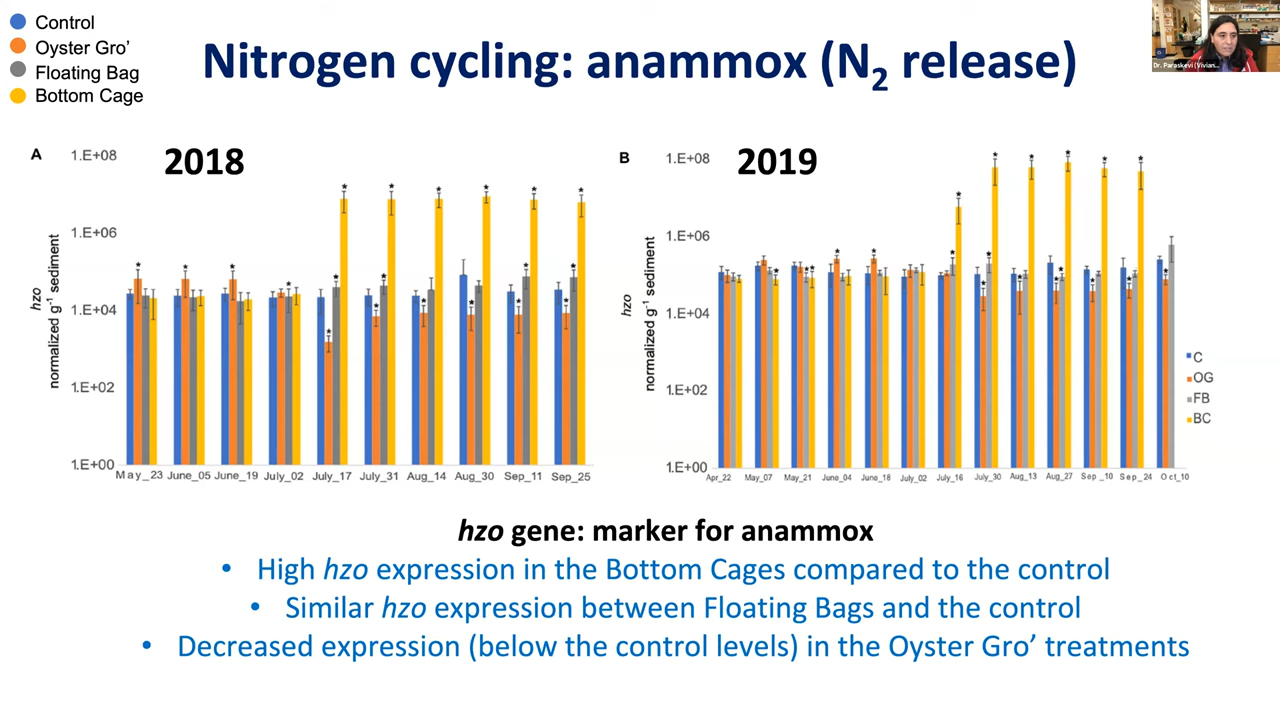 Control
Oyster Gro’
Floating Bag
Bottom Cage
Nitrogen cycling: anammox (N2 release)
Dr. Paraskevi (Vivian...
A
2018
1.E+08
1.E+06
1.E+04
1.E+02
1.E+00
hzo
normalized g-1 sediment
May_23 June_05 June_19 July_02 July_17 July_31 Aug_14 Aug_30 Sep_11 Sep_25
B
2019
1.E+08
1.E+06
1.E+04
1.E+02
1.E+00
hzo
normalized g-1 sediment
Apr_22 May_07 May_21 June_04 June_18 July_02 July_16 July_30 Aug_13 Aug_27 Sep_10 Sep_24 Oct_10
C
OG
FB
BC
hzo gene: marker for anammox
• High hzo expression in the Bottom Cages compared to the control
• Similar hzo expression between Floating Bags and the control
• Decreased expression (below the control levels) in the Oyster Gro’ treatments